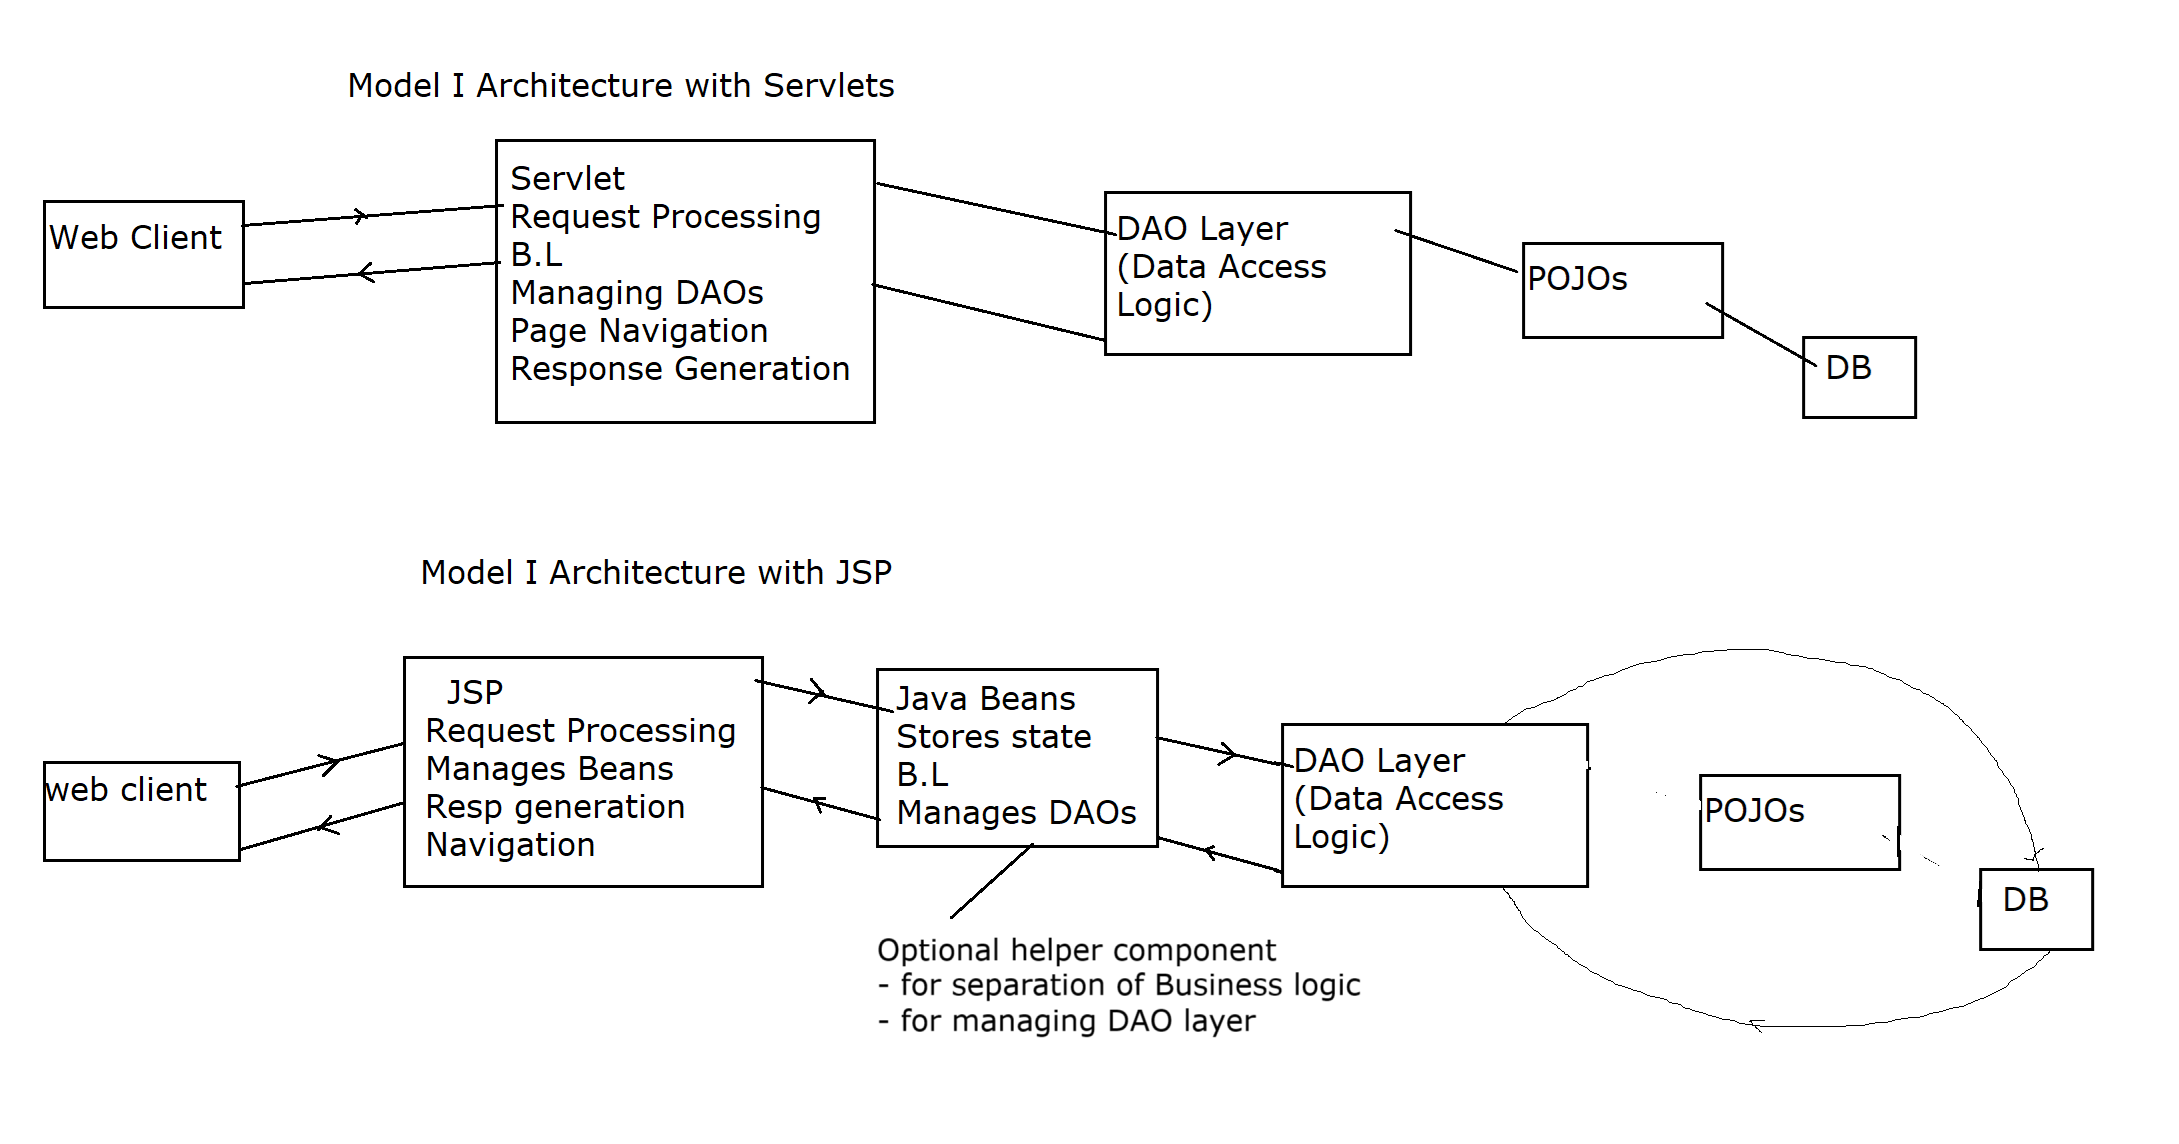 Model I Architecture with Servlets
Web Client
Servlet
Request Processing
B.L
Managing DAOs
Page Navigation
Response Generation
DAO Layer
(Data Access
Logic)
POJOs
DB
Model I Architecture with JSP
web client
JSP
Request Processing
Manages Beans
Resp generation
Navigation
Java Beans
Stores state
B.L
Manages DAOs
Optional helper component
- for separation of Business logic
- for managing DAO layer
DAO Layer
(Data Access
Logic)
POJOs
DB